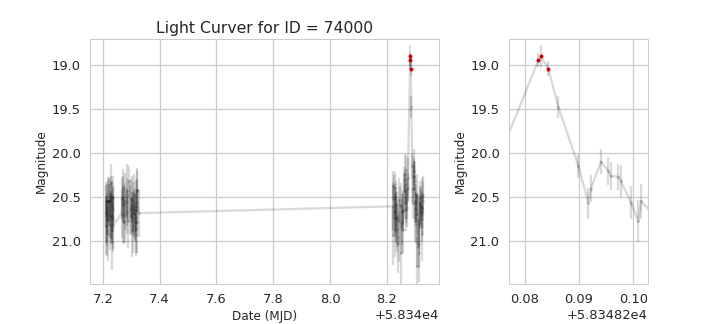 Light Curver for ID = 74000
Magnitude
19.0
19.5
20.0
20.5
21.0
7.2 7.4 7.6 7.8 8.0 8.2
Date (MJD)
+5.834e4
Magnitude
19.0
19.5
20.0
20.5
21.0
0.08 0.09 0.10
+5.83482e4